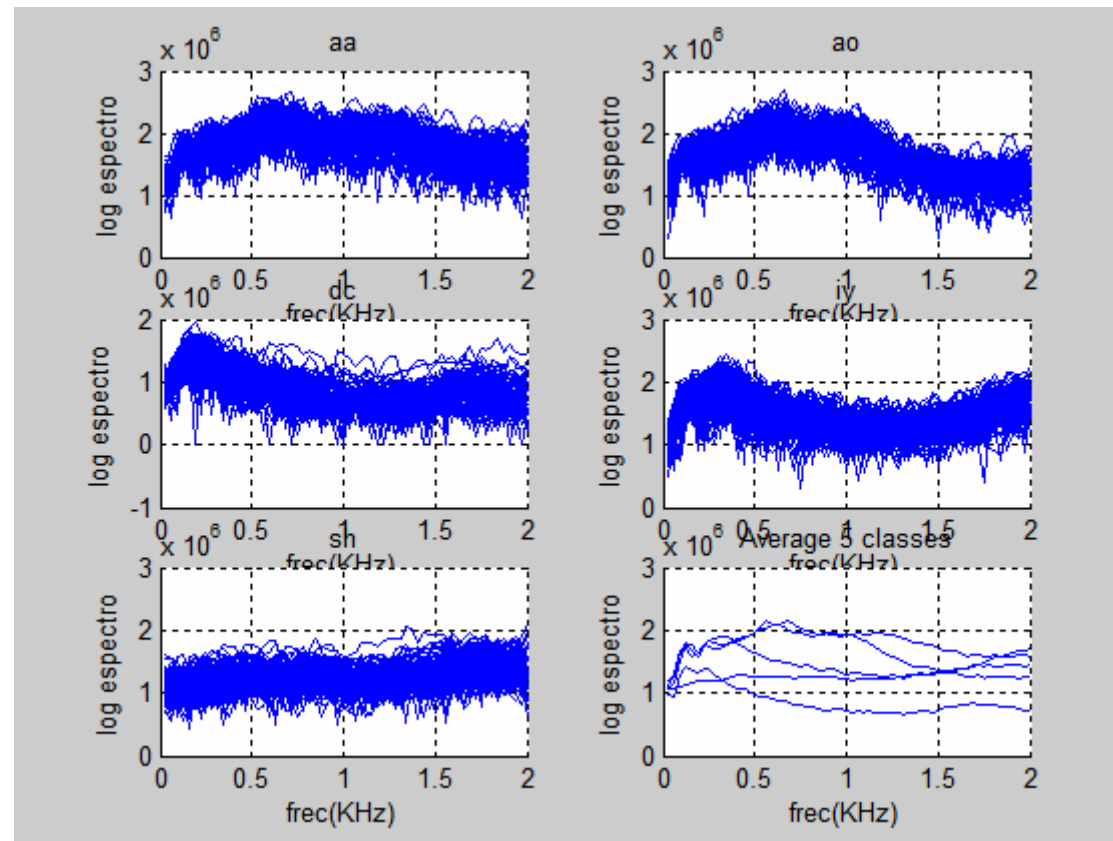 x 10^6
aa
3
2
1
0
log espectro
0 0.5 1 1.5 2
frec(KHz)
x 10^6
ao
3
2
1
0
log espectro
0 0.5 1 1.5 2
frec(KHz)
x 10^6
dc
2
1
0
-1
log espectro
0 0.5 1 1.5 2
frec(KHz)
x 10^6
iy
3
2
1
0
log espectro
0 0.5 1 1.5 2
frec(KHz)
x 10^6
sh
3
2
1
0
log espectro
0 0.5 1 1.5 2
frec(KHz)
x 10^6
Average 5 classes
3
2
1
0
log espectro
0 0.5 1 1.5 2
frec(KHz)